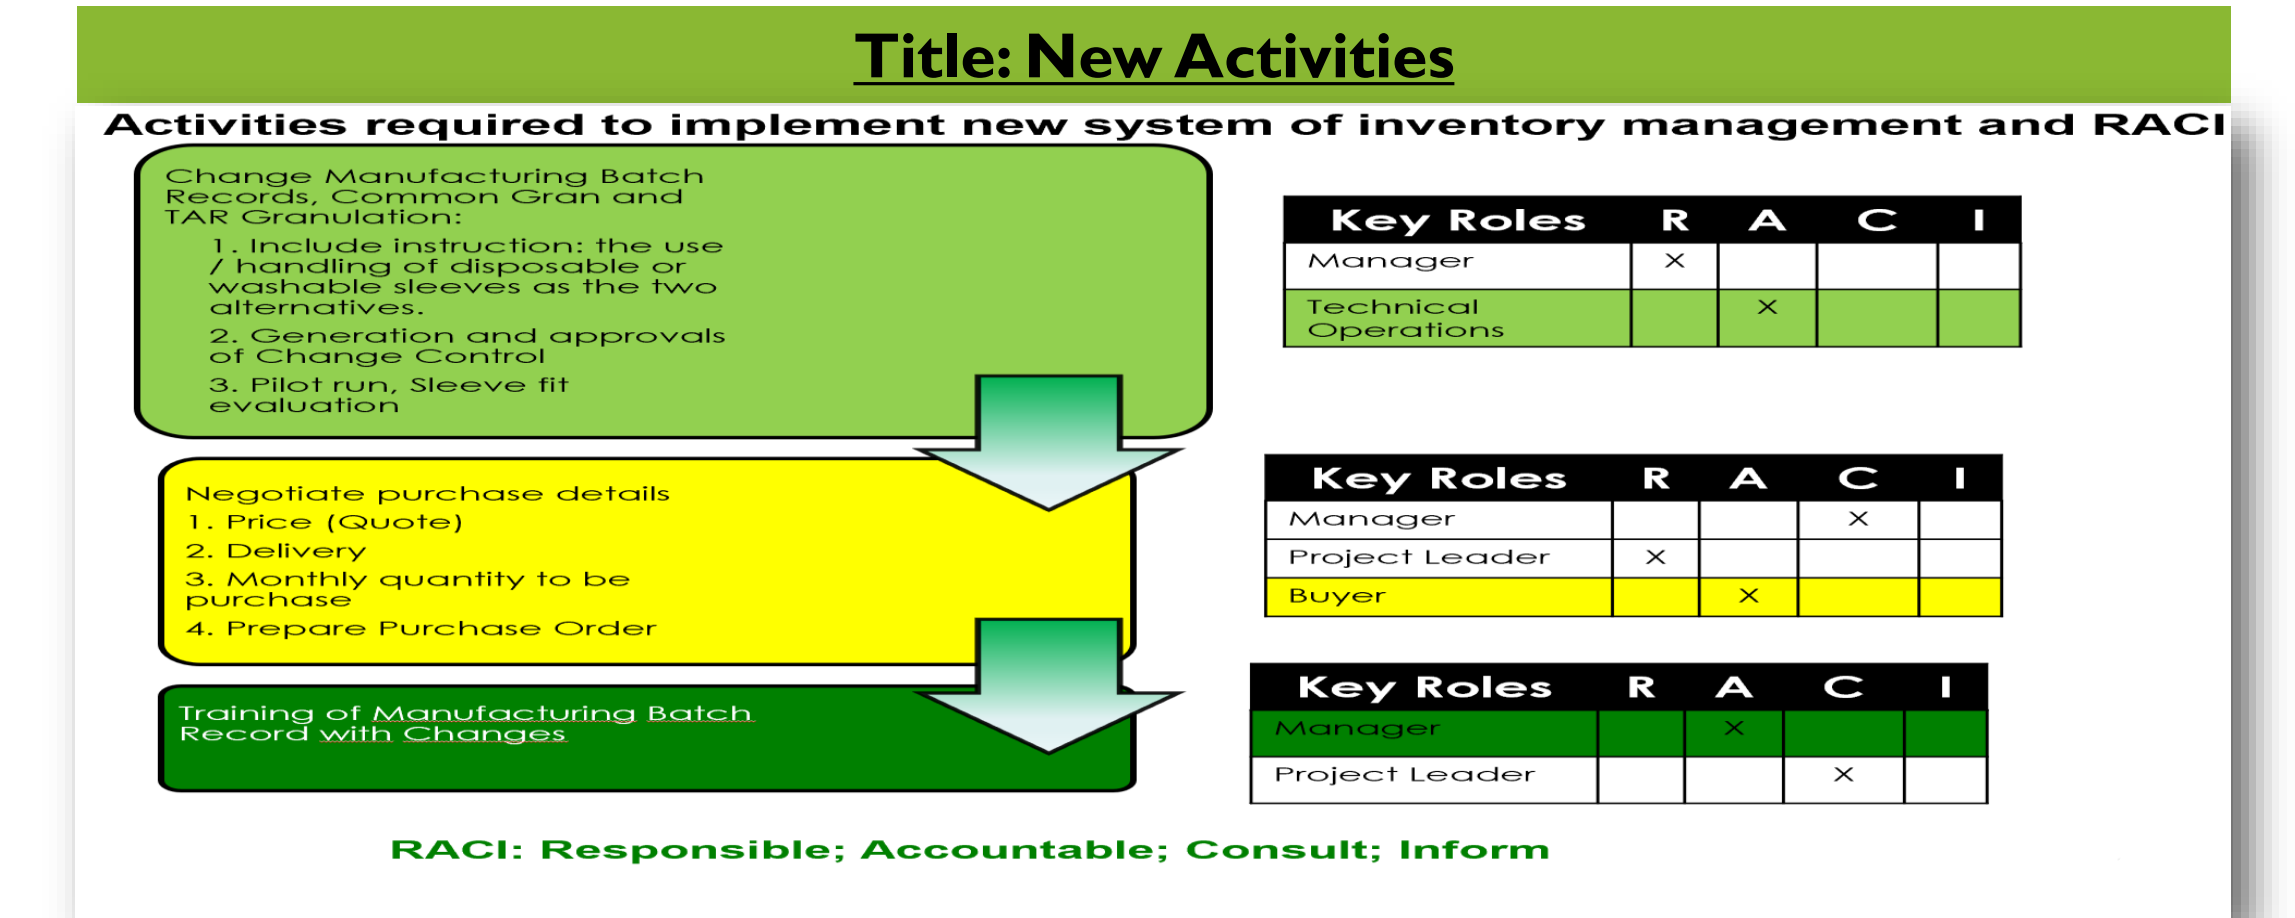 Title: New Activities
Activities required to implement new system of inventory management and RACI
Change Manufacturing Batch
Records, Common Gran and
TAR Granulation:
1. Include instruction: the use
/ handling of disposable or
washable sleeves as the two
alternatives.
2. Generation and approvals
of Change Control
3. Pilot run, Sleeve fit
evaluation
Key Roles R A C I
Manager X
Technical X
Operations
Negotiate purchase details
1. Price (Quote)
2. Delivery
3. Monthly quantity to be
purchase
4. Prepare Purchase Order
Key Roles R A C I
Manager X
Project Leader X
Buyer X
Training of Manufacturing Batch
Record with Changes
Key Roles R A C I
Manager X
Project Leader X
RACI: Responsible; Accountable; Consult; Inform